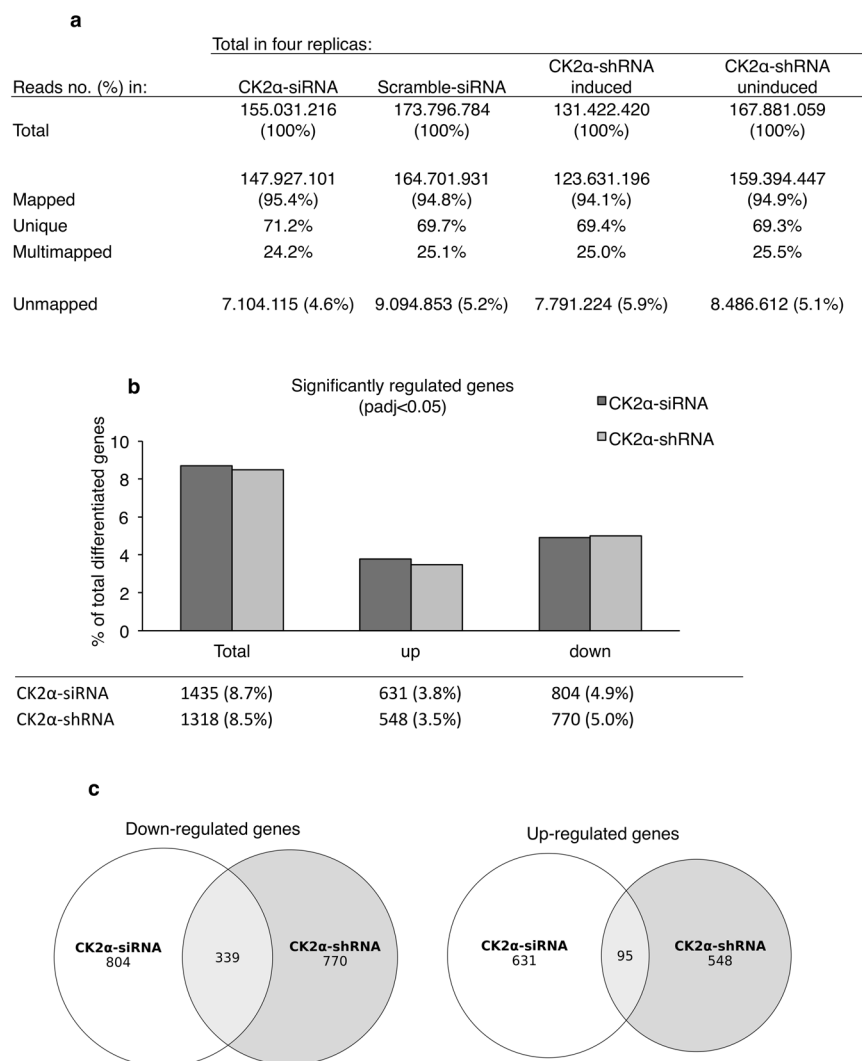 a
Total in four replicas:
Reads no. (%) in: CK2α-siRNA Scramble-siRNA CK2α-shRNA induced CK2α-shRNA uninduced
Total 155.031.216 (100%) 173.796.784 (100%) 131.422.420 (100%) 167.881.059 (100%)
Mapped 147.927.101 (95.4%) 164.701.931 (94.8%) 123.631.196 (94.1%) 159.394.447 (94.9%)
Unique 71.2% 69.7% 69.4% 69.3%
Multimapped 24.2% 25.1% 25.0% 25.5%
Unmapped 7.104.115 (4.6%) 9.094.853 (5.2%) 7.791.224 (5.9%) 8.486.612 (5.1%)
b
Significantly regulated genes
(padj<0.05)
CK2α-siRNA
CK2α-shRNA
% of total differentiated genes
10
8
6
4
2
0
Total up down
CK2α-siRNA 1435 (8.7%) 631 (3.8%) 804 (4.9%)
CK2α-shRNA 1318 (8.5%) 548 (3.5%) 770 (5.0%)
c
Down-regulated genes
CK2α-siRNA
804
339
CK2α-shRNA
770
Up-regulated genes
CK2α-siRNA
631
95
CK2α-shRNA
548